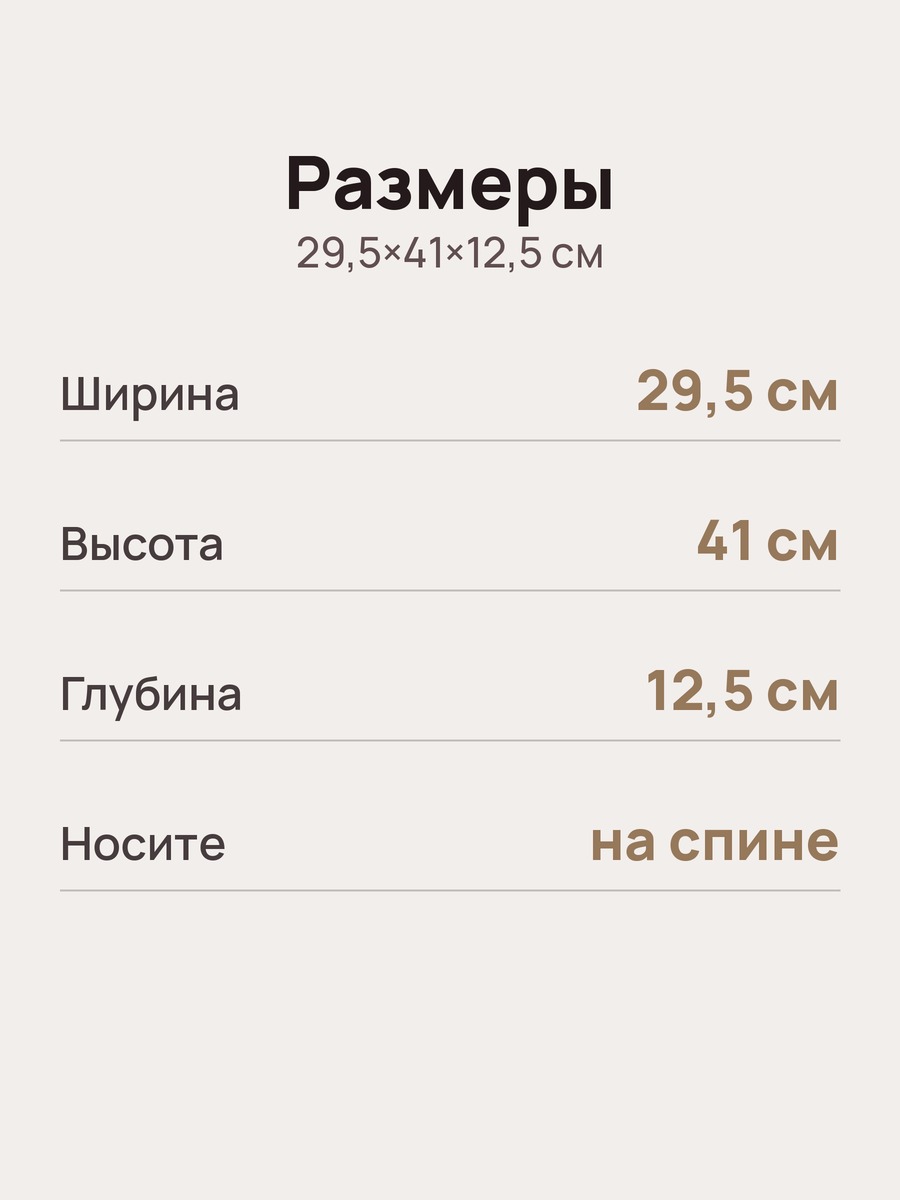 Размеры
29,5×41×12,5 см
Ширина 29,5 см
Высота 41 см
Глубина 12,5 см
Носите на спине